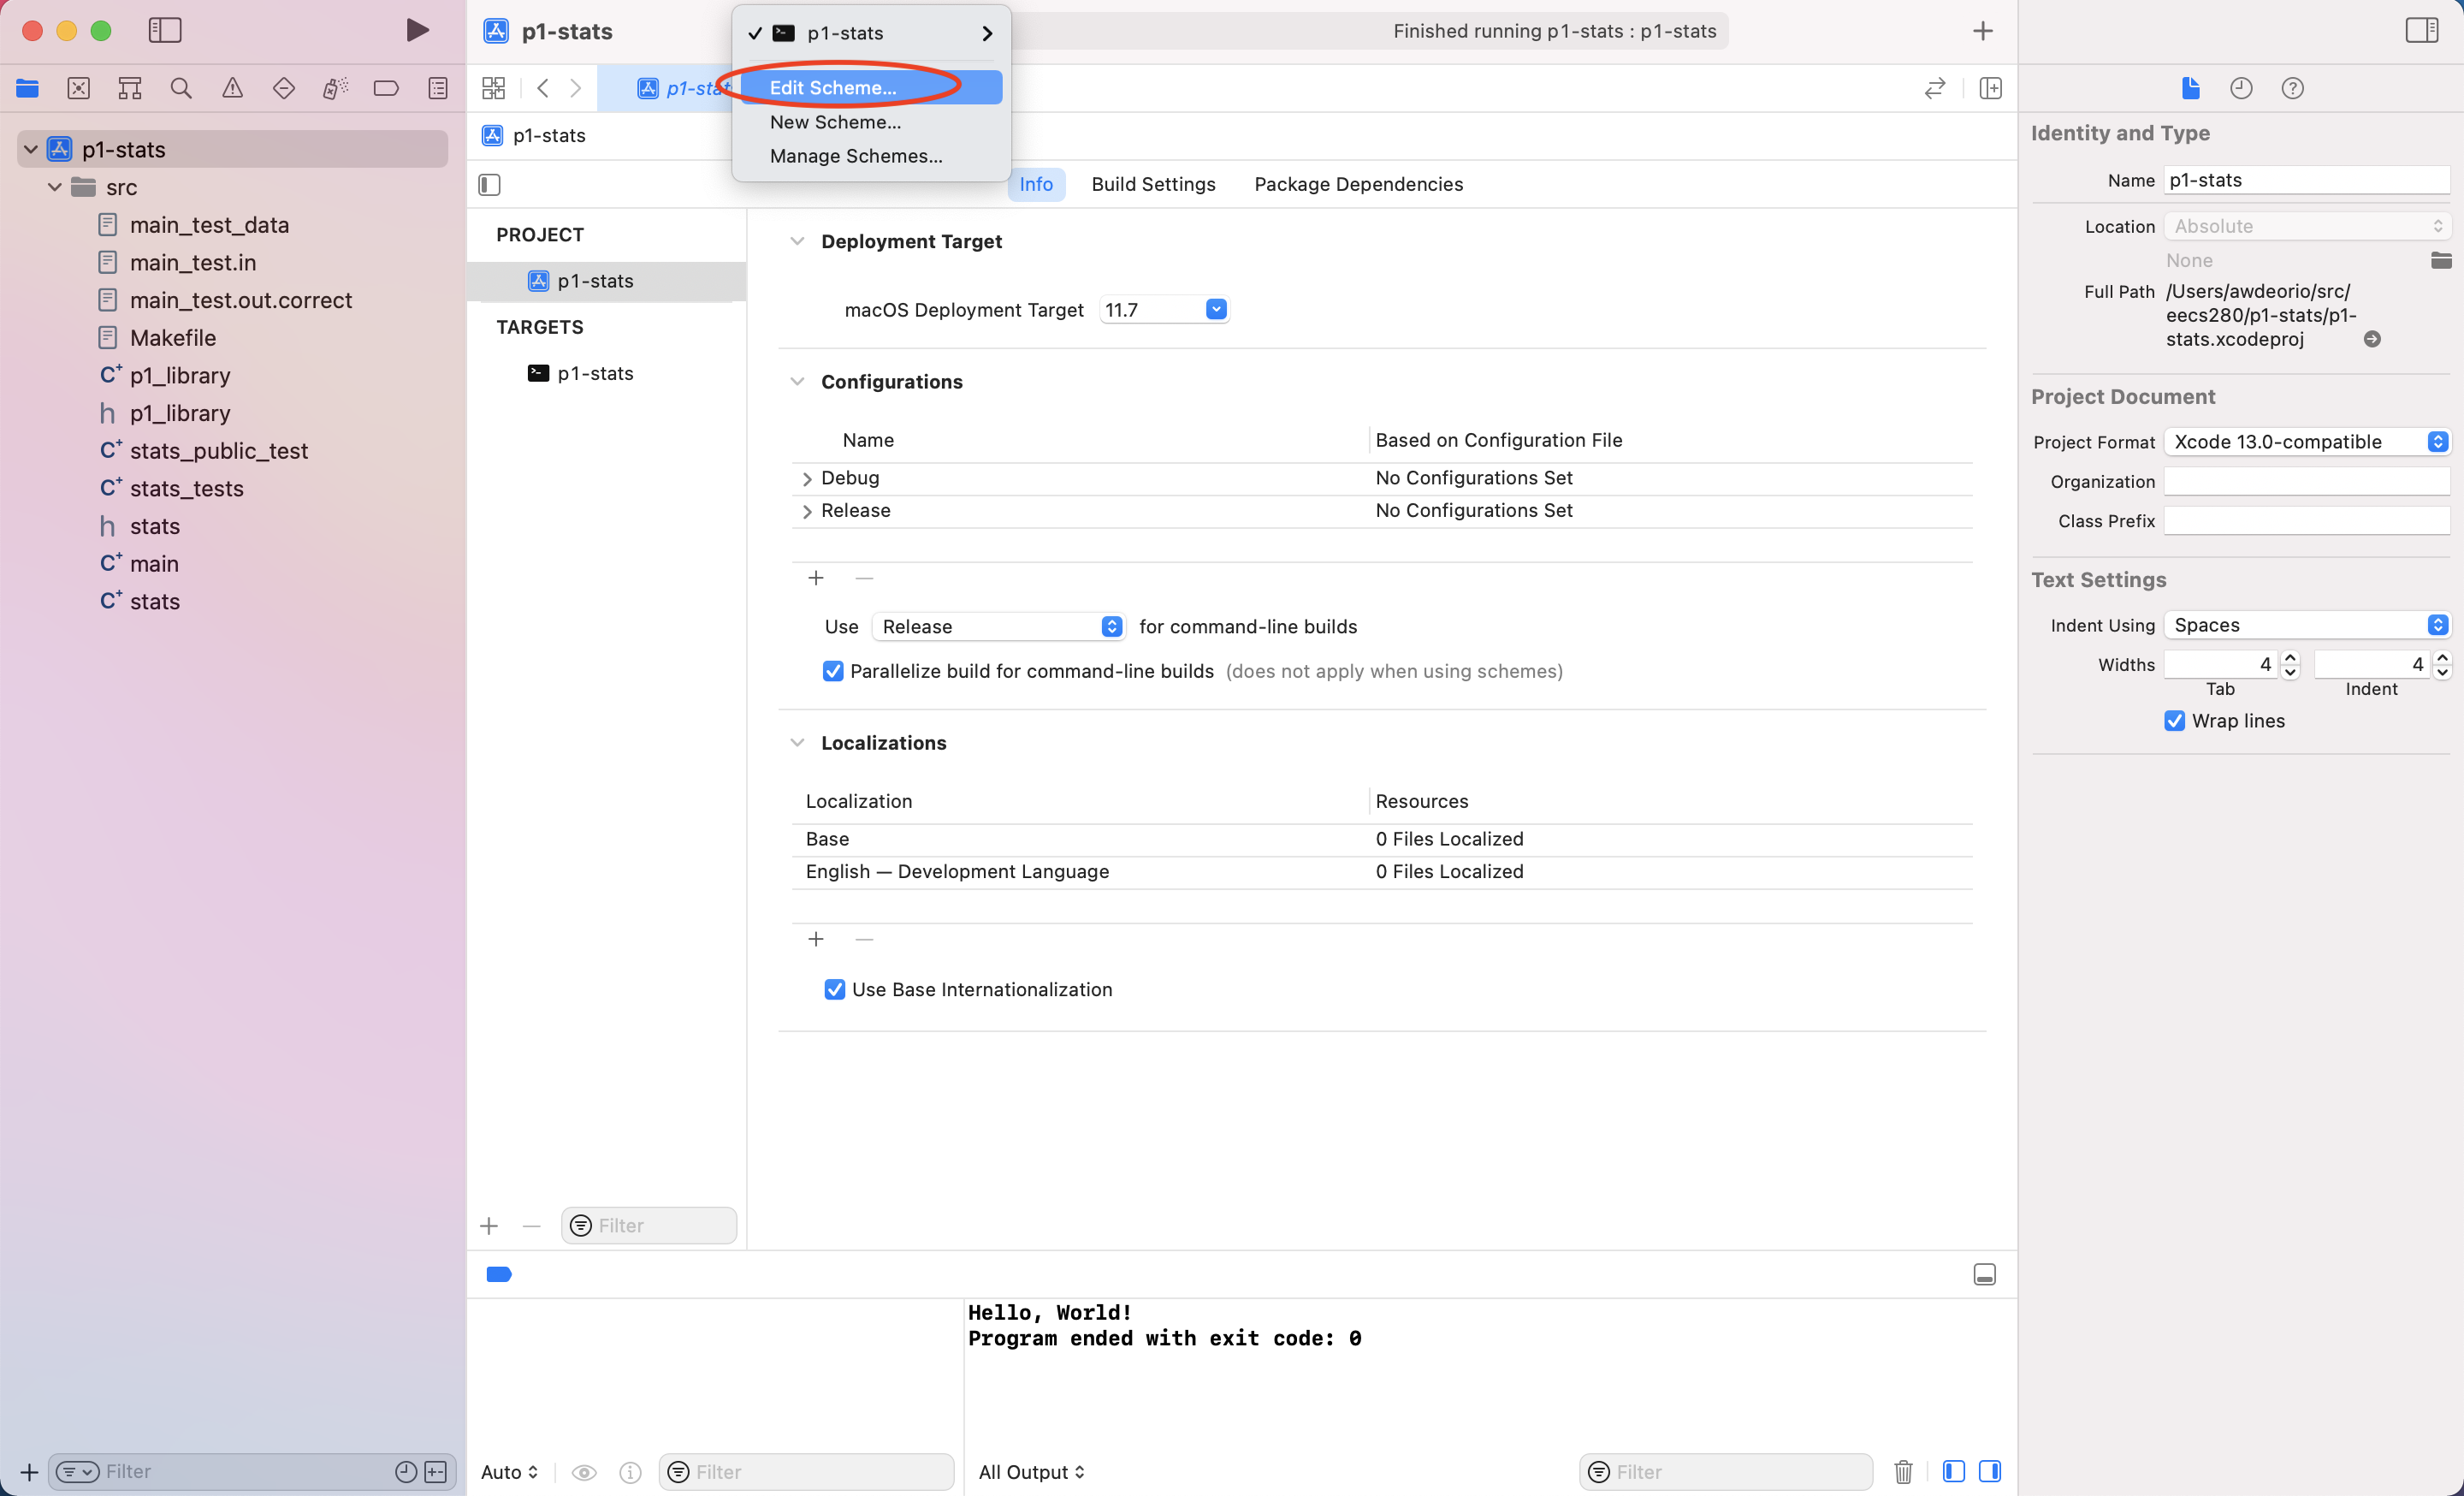 p1-stats
p1-stats
Finished running p1-stats : p1-stats
p1-stat
Edit Scheme...
New Scheme...
Manage Schemes...
p1-stats
Info
Build Settings
Package Dependencies
p1-stats
src
main_test_data
main_test.in
main_test.out.correct
Makefile
p1_library
p1_library
stats_public_test
stats_tests
stats
main
stats
Filter
PROJECT
p1-stats
TARGETS
p1-stats
Filter
Deployment Target
macOS Deployment Target 11.7
Configurations
Name Based on Configuration File
Debug No Configurations Set
Release No Configurations Set
Use Release for command-line builds
Parallelize build for command-line builds (does not apply when using schemes)
Localizations
Localization Resources
Base 0 Files Localized
English — Development Language 0 Files Localized
Use Base Internationalization
Hello, World!
Program ended with exit code: 0
Auto
Filter
All Output
Filter
Identity and Type
Name p1-stats
Location Absolute
None
Full Path /Users/awdeorio/src/
eecs280/p1-stats/p1-
stats.xcodeproj
Project Document
Project Format Xcode 13.0-compatible
Organization
Class Prefix
Text Settings
Indent Using Spaces
Widths 4 4
Tab Indent
Wrap lines